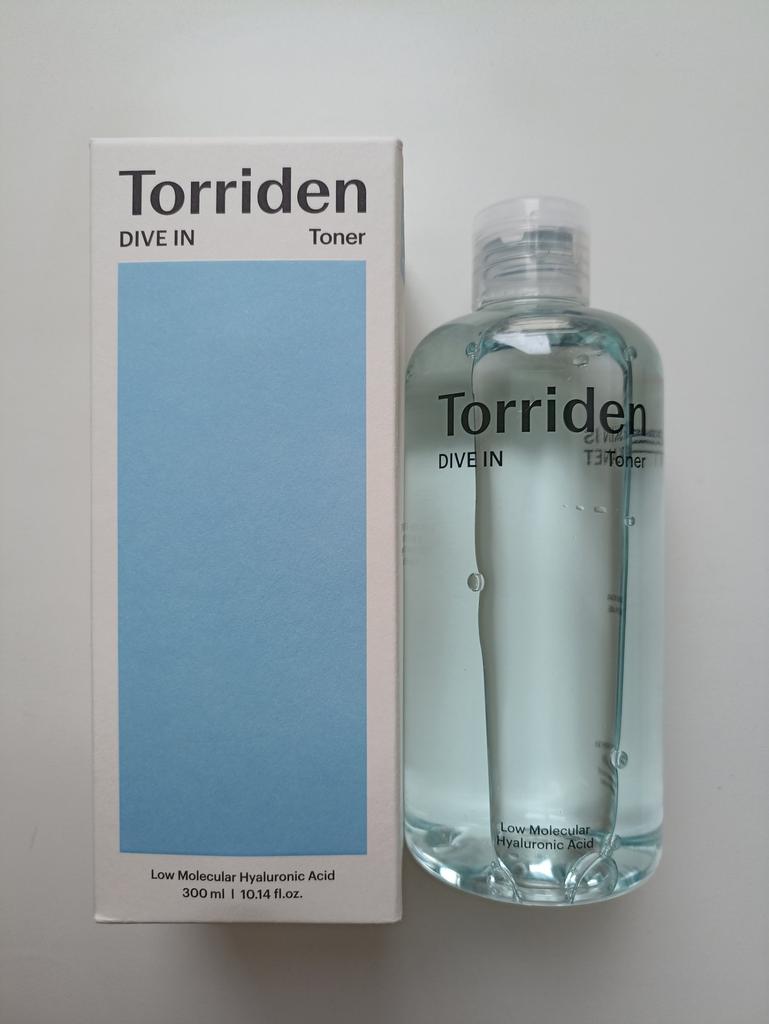 Torriden
DIVE IN Toner
Low Molecular Hyaluronic Acid
300 ml | 10.14 fl.oz.
Torriden
DIVE IN Toner
Low Molecular
Hyaluronic Acid